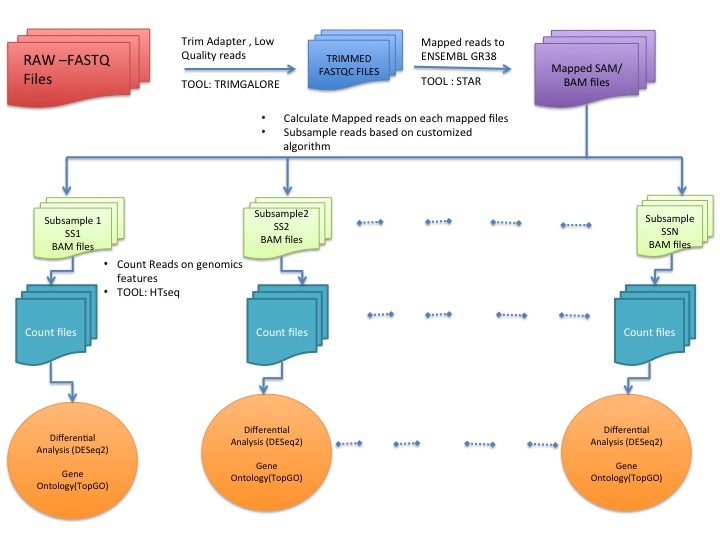 RAW –FASTQ
Files
Trim Adapter , Low
Quality reads
TOOL: TRIMGALORE
TRIMMED
FASTQC FILES
Mapped reads to
ENSEMBL GR38
TOOL : STAR
Mapped SAM/
BAM files
• Calculate Mapped reads on each mapped files
• Subsample reads based on customized
algorithm
Subsample 1
SS1
BAM files
Subsample2
SS2
BAM files
Subsample
SSN
BAM files
• Count Reads on genomics
features
• TOOL: HTseq
Count files
Count files
Count files
Differential
Analysis (DESeq2)
Gene
Ontology(TopGO)
Differential
Analysis (DESeq2)
Gene
Ontology(TopGO)
Differential
Analysis (DESeq2)
Gene
Ontology(TopGO)